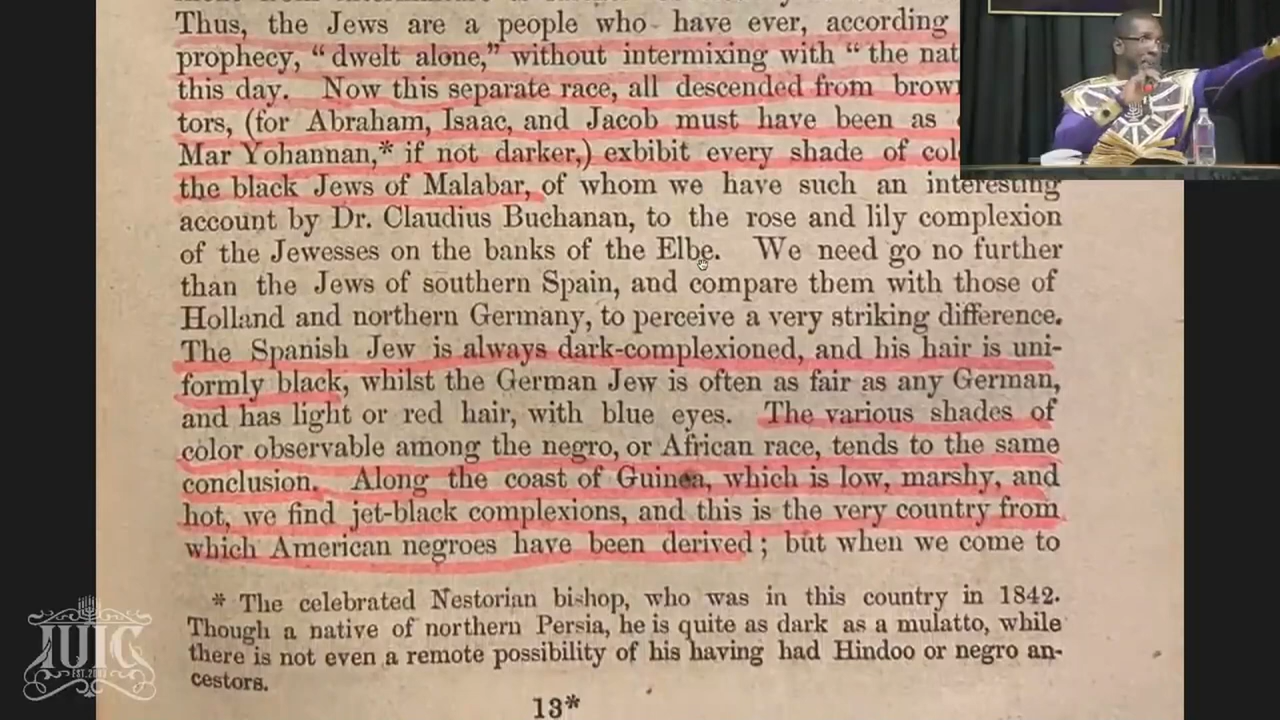 Thus, the Jews are a people who have ever, according
prophecy, “dwelt alone,” without intermixing with “ the nat
this day. Now this separate race, all descended from brow
tors, (for Abraham, Isaac, and Jacob must have been as
Mar Yohannan,* if not darker,) exbibit every shade of col
the black Jews of Malabar, of whom we have such an interesting
account by Dr. Claudius Buchanan, to the rose and lily complexion
of the Jewesses on the banks of the Elbe. We need go no further
than the Jews of southern Spain, and compare them with those of
Holland and northern Germany, to perceive a very striking difference.
The Spanish Jew is always dark-complexioned, and his hair is uni-
formly black, whilst the German Jew is often as fair as any German,
and has light or red hair, with blue eyes. The various shades of
color observable among the negro, or African race, tends to the same
conclusion. Along the coast of Guinea, which is low, marshy, and
hot, we find jet-black complexions, and this is the very country from
which American negroes have been derived ; but when we come to
* The celebrated Nestorian bishop, who was in this country in 1842.
Though a native of northern Persia, he is quite as dark as a mulatto, while
there is not even a remote possibility of his having had Hindoo or negro an-
cestors.
13*
IUIC